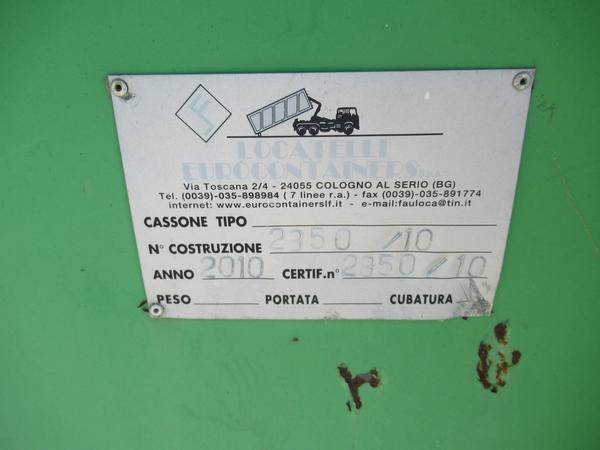 LOCATELLI
EUROCONTAINERS S.P.A.
Via Toscana 2/4 - 24055 COLOGNO AL SERIO (BG)
Tel. (0039)-035-898984 ( 7 linee r.a.) - fax (0039)-035-891774
internet: www.eurocontainerslf.it - e-mail:fauloca@tin.it
CASSONE TIPO
N° COSTRUZIONE 2350 /10
ANNO 2010 CERTIF.n° 2350/10
PESO PORTATA CUBATURA